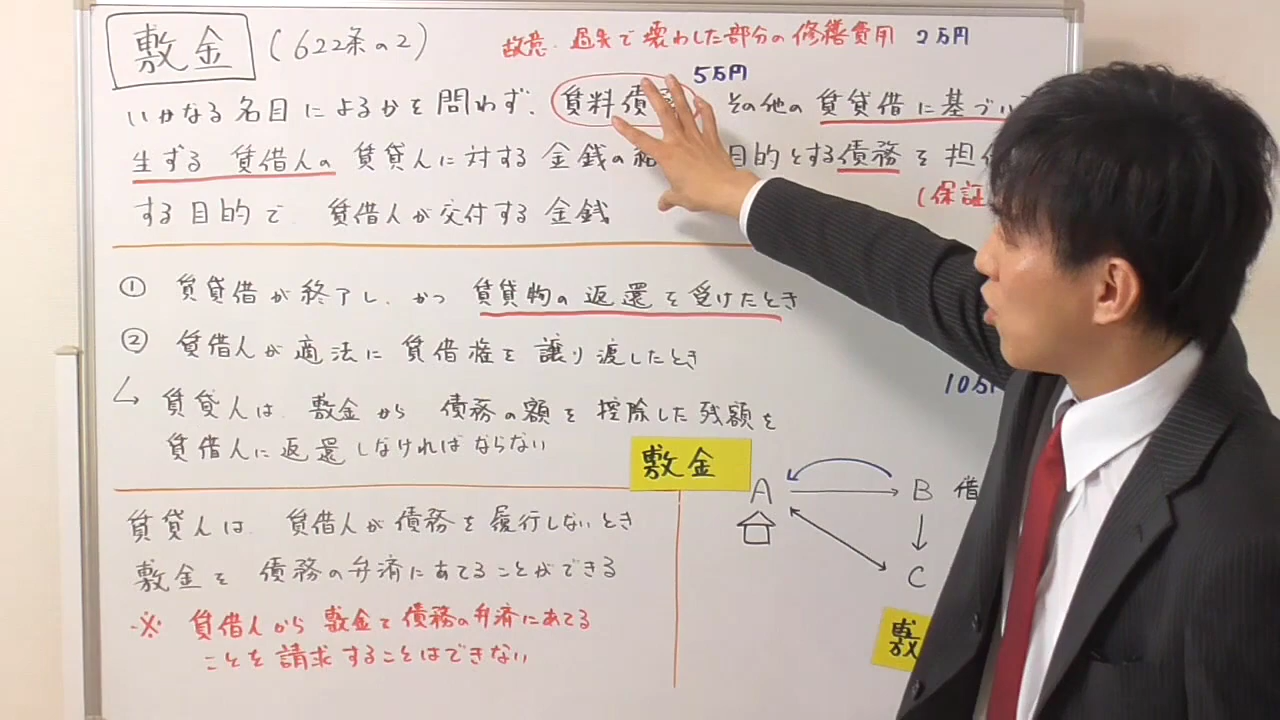 敷金 (622条の2)
故意・過失で壊わした部分の修繕費用 2万円
5万円
いかなる名目によるかを問わず、賃料債 その他の賃貸借に基づい
生ずる 賃借人の 賃貸人に対する 金銭の給 目的とする債務を担
(保証
する目的で 賃借人が交付する 金銭
① 賃貸借が終了し、かつ 賃貸物の返還を受けたとき
② 賃借人が適法に賃借権を譲り渡したとき
↳ 賃貸人は 敷金から 債務の額を控除した残額を
賃借人に返還しなければならない
10万
敷金
A B 借
C
敷
賃貸人は 賃借人が債務を履行しないとき
敷金を 債務の弁済にあてることができる
※ 賃借人から敷金を債務の弁済にあてる
ことを請求することはできない